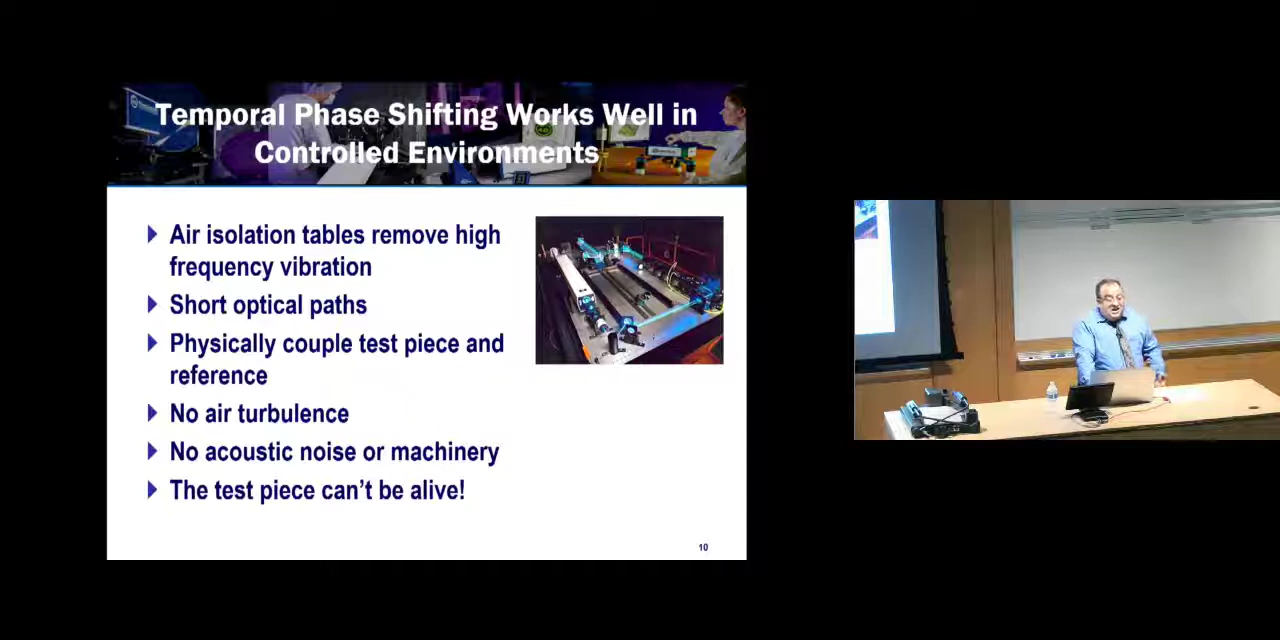 Temporal Phase Shifting Works Well in
Controlled Environments
Air isolation tables remove high
frequency vibration
Short optical paths
Physically couple test piece and
reference
No air turbulence
No acoustic noise or machinery
The test piece can't be alive!
10